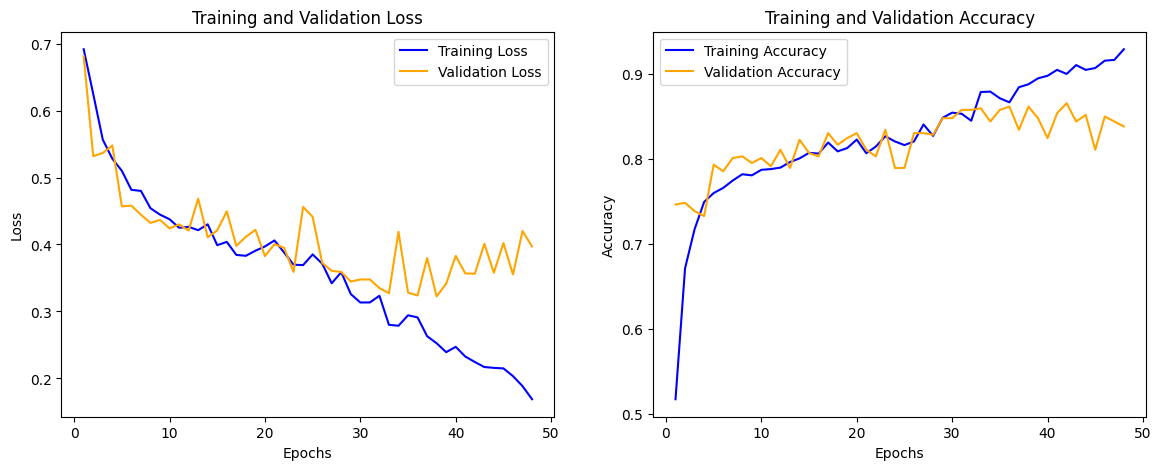 Training and Validation Loss
Training Loss
Validation Loss
0.7
0.6
0.5
0.4
0.3
0.2
Loss
0
10
20
30
40
50
Epochs
Training and Validation Accuracy
Training Accuracy
Validation Accuracy
0.9
0.8
0.7
0.6
0.5
Accuracy
0
10
20
30
40
50
Epochs